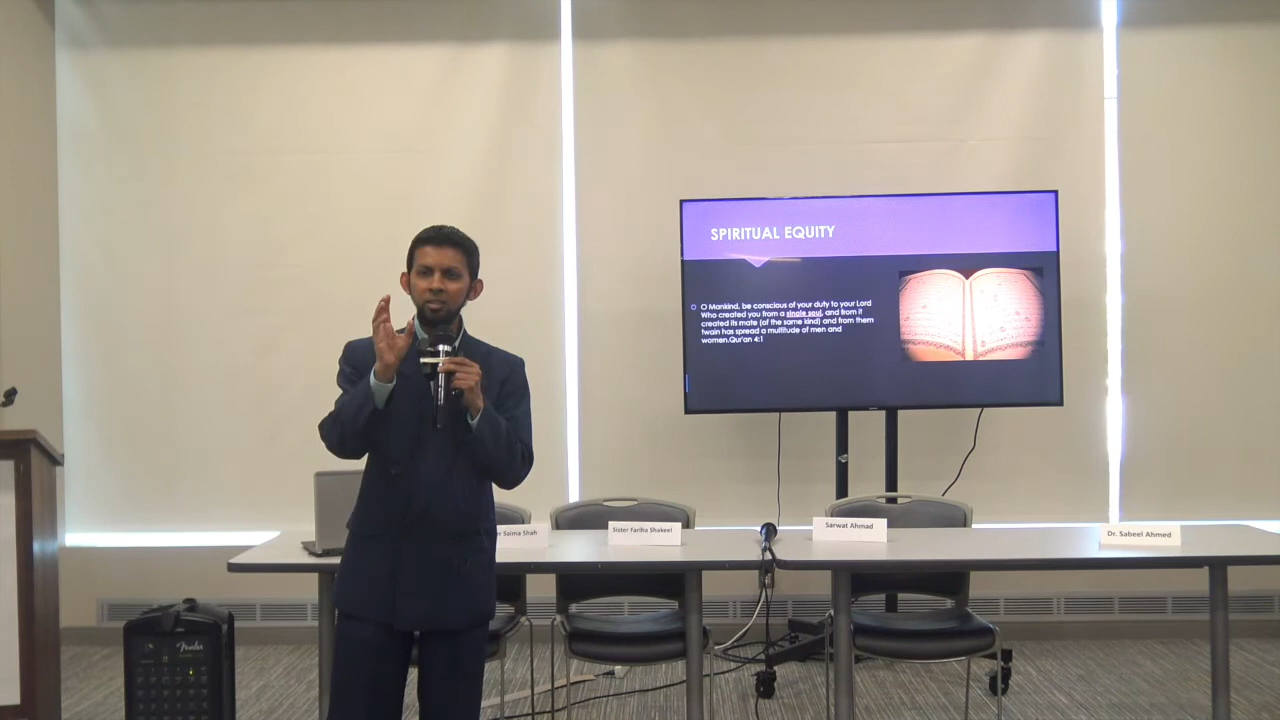 SPIRITUAL EQUITY
O Mankind, be conscious of your duty to your Lord
Who created you from a single soul, and from it
created its mate (of the same kind) and from them
twain has spread a multitude of men and
women.Qur'an 4:1
Saima Shah
Sister Fariha Shakeel
Sarwat Ahmad
Dr. Sabeel Ahmed
Fender